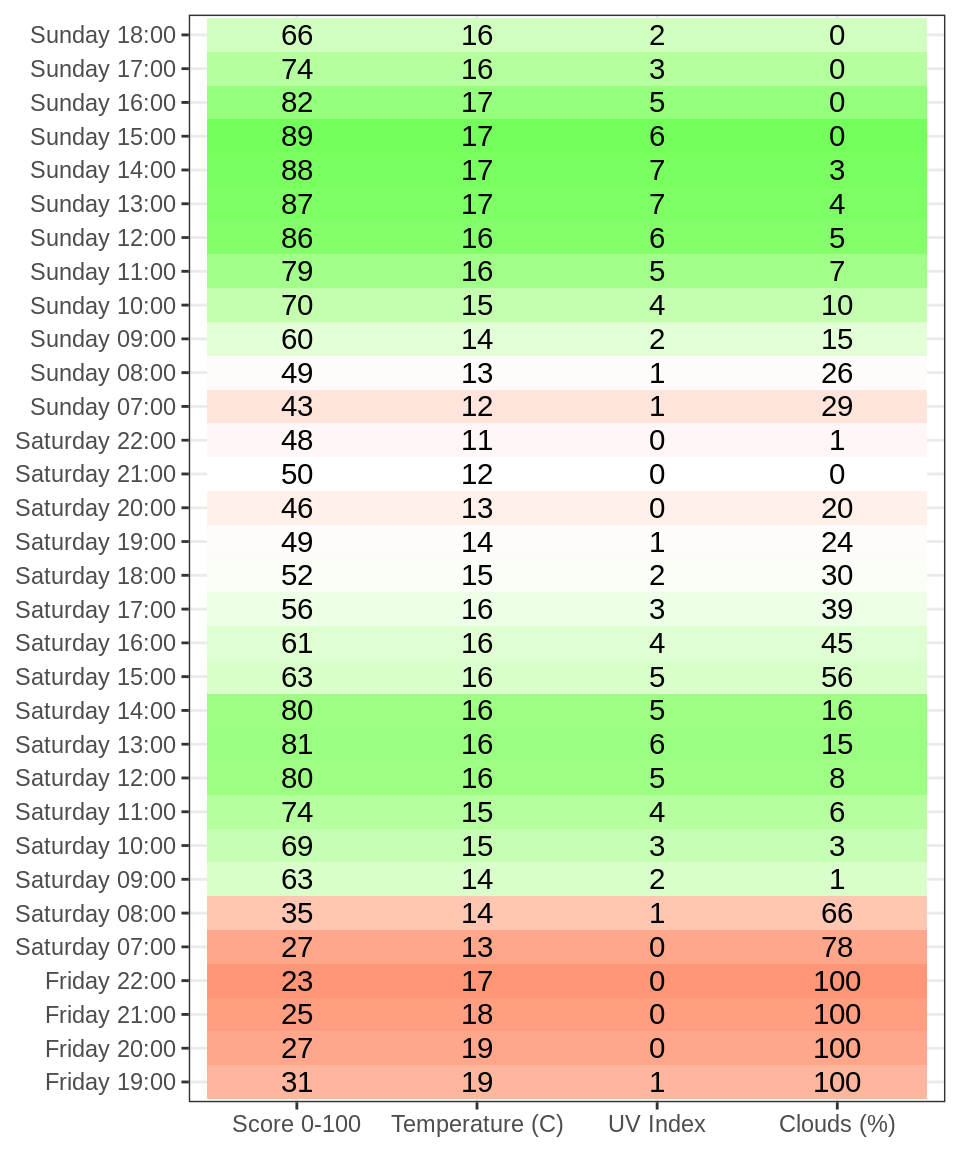 Sunday 18:00 66 16 2 0
Sunday 17:00 74 16 3 0
Sunday 16:00 82 17 5 0
Sunday 15:00 89 17 6 0
Sunday 14:00 88 17 7 3
Sunday 13:00 87 17 7 4
Sunday 12:00 86 16 6 5
Sunday 11:00 79 16 5 7
Sunday 10:00 70 15 4 10
Sunday 09:00 60 14 2 15
Sunday 08:00 49 13 1 26
Sunday 07:00 43 12 1 29
Saturday 22:00 48 11 0 1
Saturday 21:00 50 12 0 0
Saturday 20:00 46 13 0 20
Saturday 19:00 49 14 1 24
Saturday 18:00 52 15 2 30
Saturday 17:00 56 16 3 39
Saturday 16:00 61 16 4 45
Saturday 15:00 63 16 5 56
Saturday 14:00 80 16 5 16
Saturday 13:00 81 16 6 15
Saturday 12:00 80 16 5 8
Saturday 11:00 74 15 4 6
Saturday 10:00 69 15 3 3
Saturday 09:00 63 14 2 1
Saturday 08:00 35 14 1 66
Saturday 07:00 27 13 0 78
Friday 22:00 23 17 0 100
Friday 21:00 25 18 0 100
Friday 20:00 27 19 0 100
Friday 19:00 31 19 1 100
Score 0-100 Temperature (C) UV Index Clouds (%)